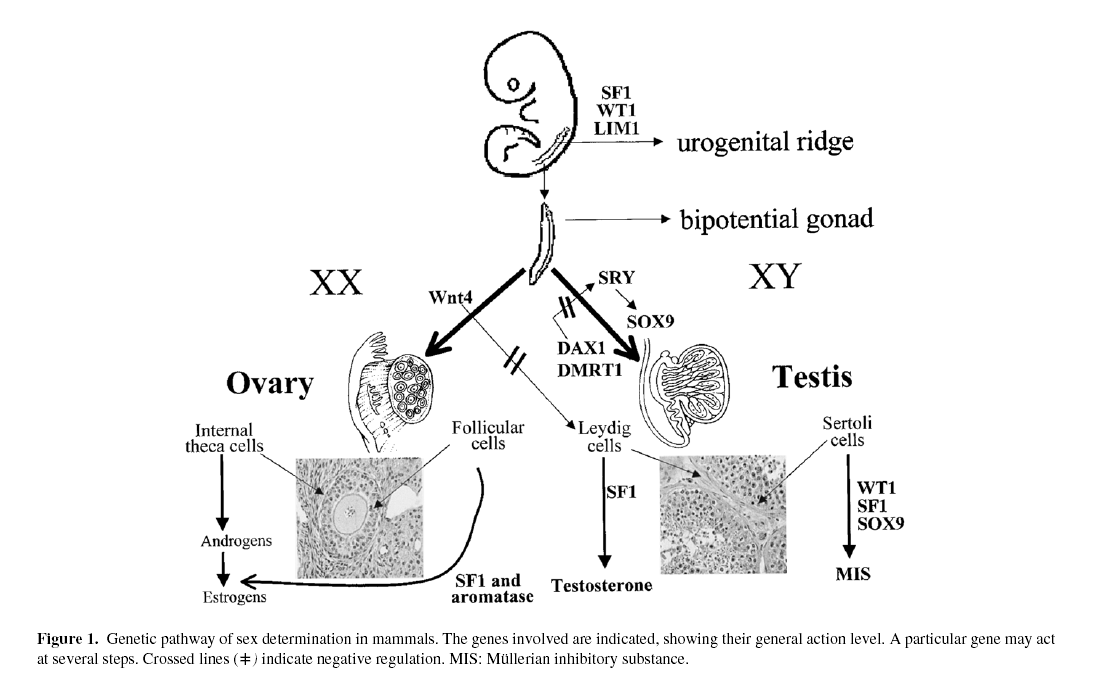 SF1
WT1
LIM1
urogenital ridge
bipotential gonad
XX
XY
SRY
Wnt4
SOX9
DAX1
DMRT1
Ovary
Testis
Internal
theca cells
Follicular
cells
Leydig
cells
Sertoli
cells
SF1
WT1
SF1
SOX9
Androgens
Estrogens
SF1 and
aromatase
Testosterone
MIS
Figure 1. Genetic pathway of sex determination in mammals. The genes involved are indicated, showing their general action level. A particular gene may act
at several steps. Crossed lines (ǂ) indicate negative regulation. MIS: Müllerian inhibitory substance.